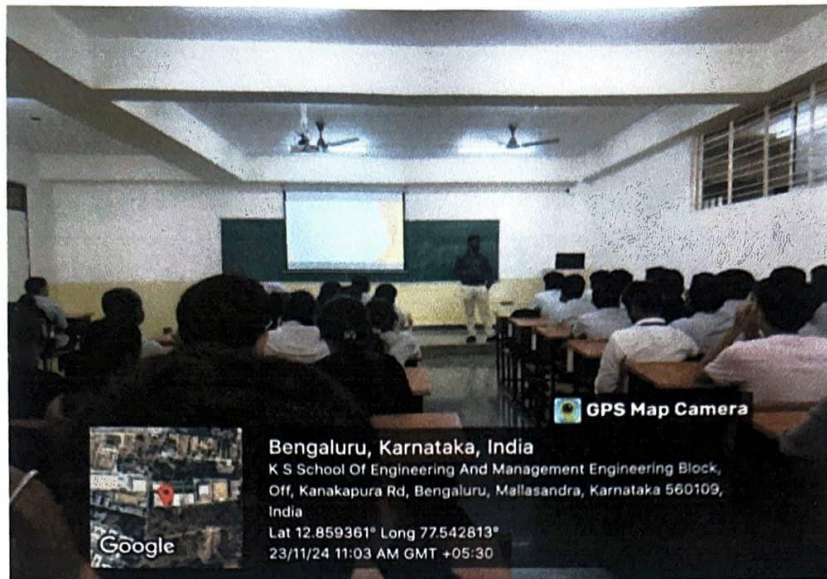 GPS Map Camera
Bengaluru, Karnataka, India
K S School Of Engineering And Management Engineering Block,
Off, Kanakapura Rd, Bengaluru, Mallasandra, Karnataka 560109,
India
Lat 12.859361° Long 77.542813°
23/11/24 11:03 AM GMT +05:30
Google